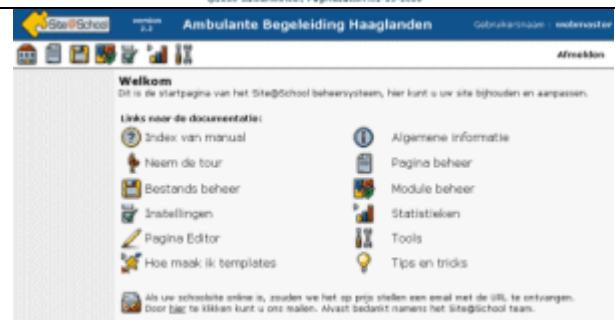 Site@School
version
2.3
Ambulante Begeleiding Haaglanden
Gebruikersnaam : webmaster
Afmelden
Welkom
Dit is de startpagina van het Site@School beheersysteem, hier kunt u uw site bijhouden en aanpassen.
Links naar de documentatie:
Index van manual
Algemene informatie
Neem de tour
Pagina beheer
Bestands beheer
Module beheer
Instellingen
Statistieken
Pagina Editor
Tools
Hoe maak ik templates
Tips en tricks
Als uw schoolsite online is, zouden we het op prijs stellen een email met de URL te ontvangen.
Door hier te klikken kunt u ons mailen. Alvast bedankt namens het Site@School team.